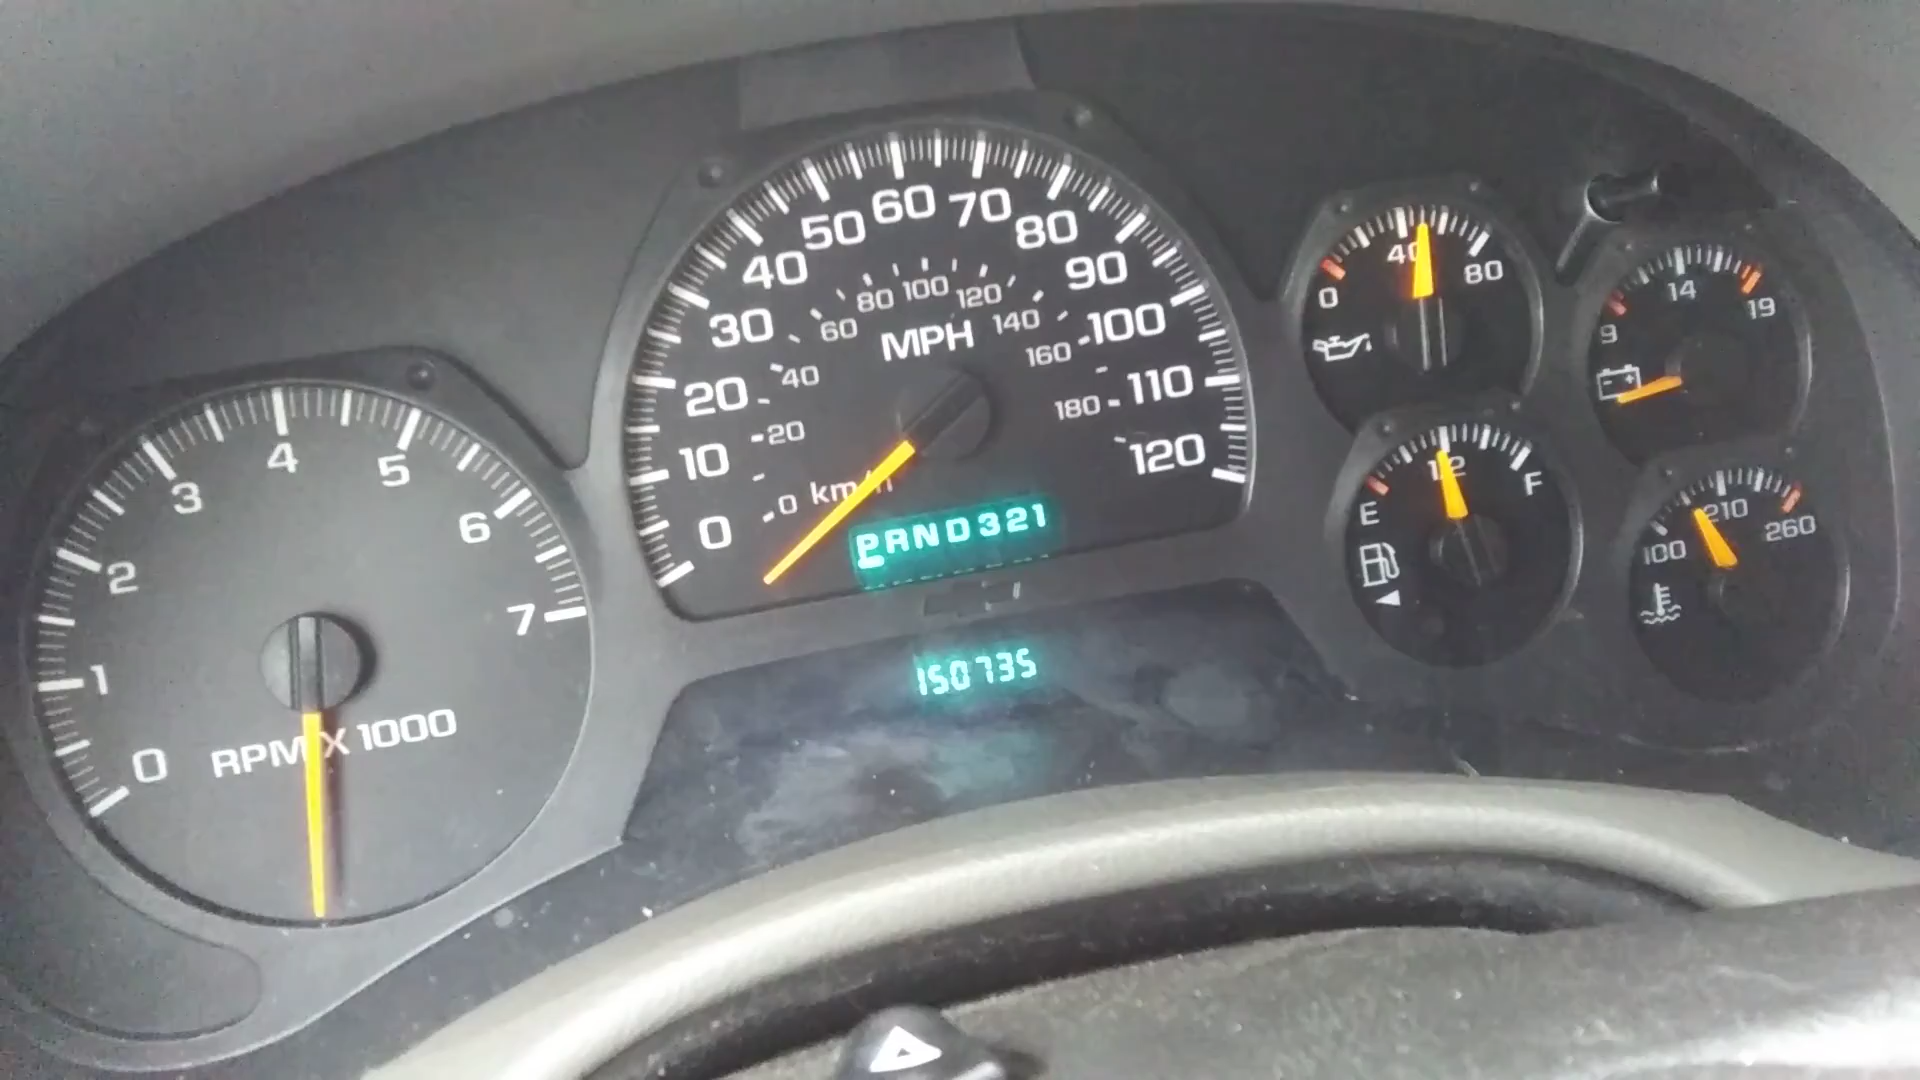 0 1 2 3 4 5 6 7
RPM X 1000
0 10 20 30 40 50 60 70 80 90 100 110 120
MPH
0 20 40 60 80 100 120 140 160 180
km/h
PRND321
150735
0 40 80
9 14 19
E 1/2 F
100 210 260